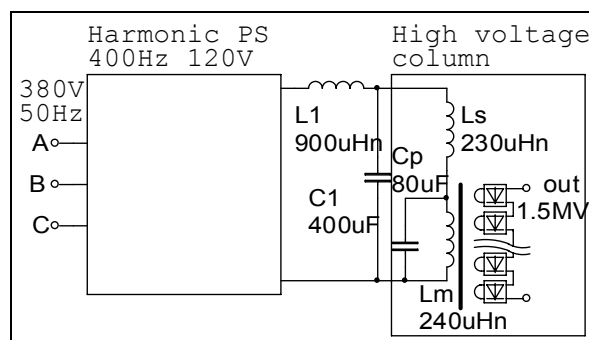 Harmonic PS
400Hz 120V
High voltage
column
380V
50Hz
A
B
C
L1
900uHn
Cp
80uF
C1
400uF
Ls
230uHn
out
1.5MV
Lm
240uHn